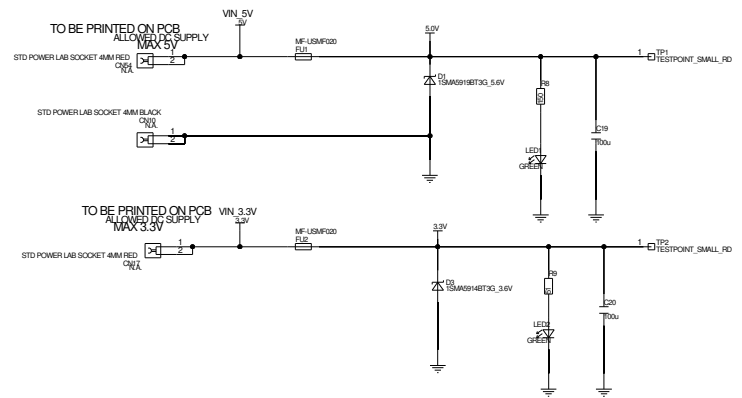 TO BE PRINTED ON PCB
ALLOWED DC SUPPLY
MAX 5V
STD POWER LAB SOCKET 4MM RED
CN54
N.A.
1
2
VIN_5V
5V
MF-USMF020
FU1
5.0V
D1
1SMA5919BT3G_5.6V
R8
150
LED1
GREEN
C19
100u
1
TP1
TESTPOINT_SMALL_RD
STD POWER LAB SOCKET 4MM BLACK
CN10
N.A.
1
2
TO BE PRINTED ON PCB
ALLOWED DC SUPPLY
MAX 3.3V
STD POWER LAB SOCKET 4MM RED
CN17
N.A.
1
2
VIN_3.3V
3.3V
MF-USMF020
FU2
3.3V
D3
1SMA5914BT3G_3.6V
R9
51
LED2
GREEN
C20
100u
1
TP2
TESTPOINT_SMALL_RD